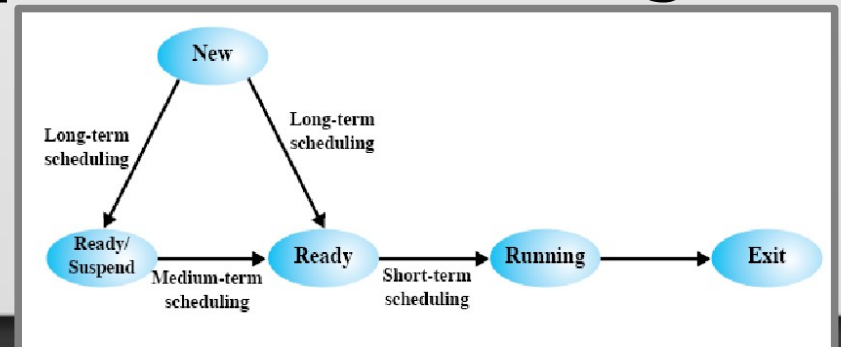 New
Long-term
scheduling
Long-term
scheduling
Ready/
Suspend
Medium-term
scheduling
Ready
Short-term
scheduling
Running
Exit